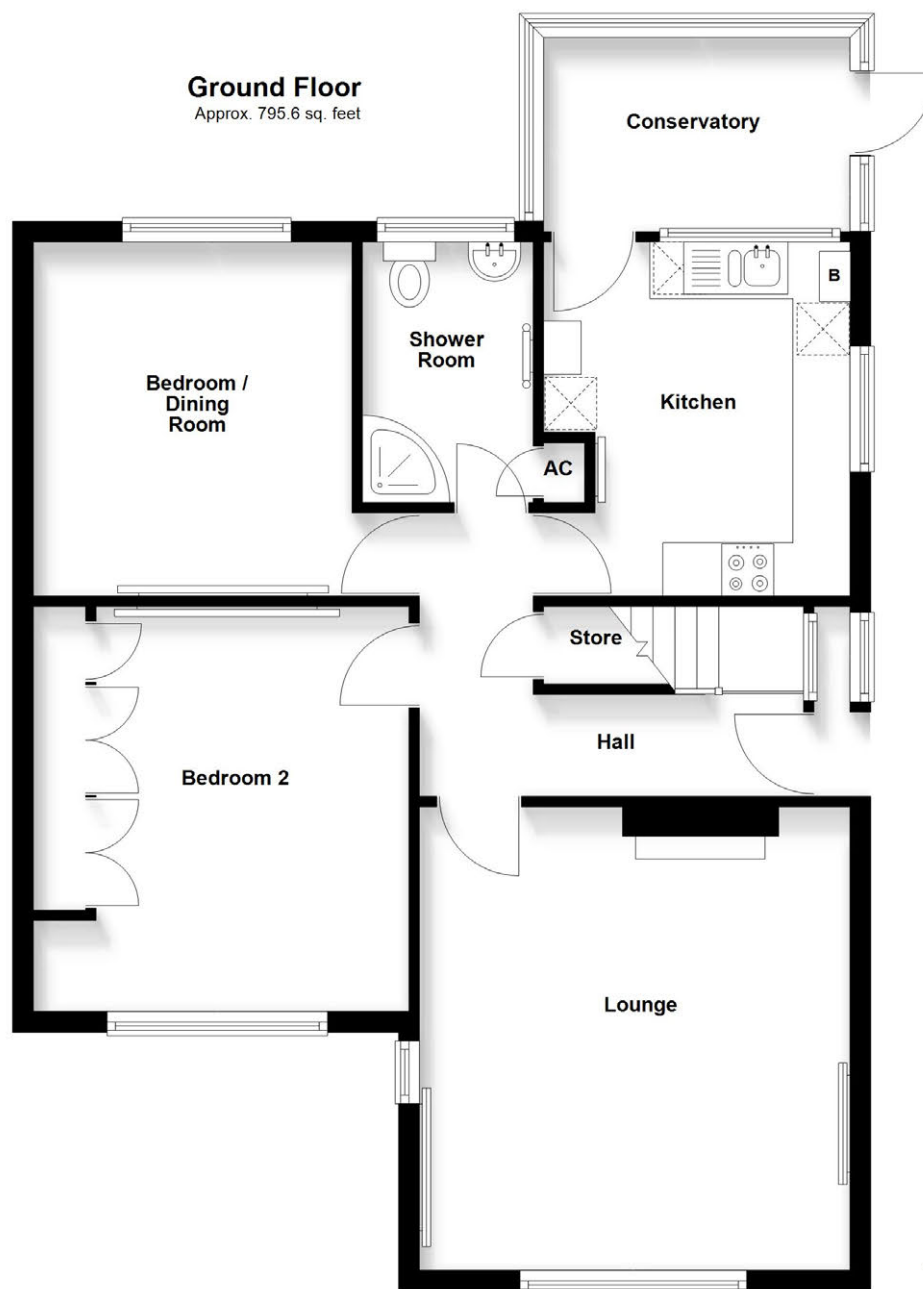 Ground Floor
Approx. 795.6 sq. feet
Conservatory
B
Shower
Room
Bedroom /
Dining
Room
Kitchen
AC
Store
Hall
Bedroom 2
Lounge